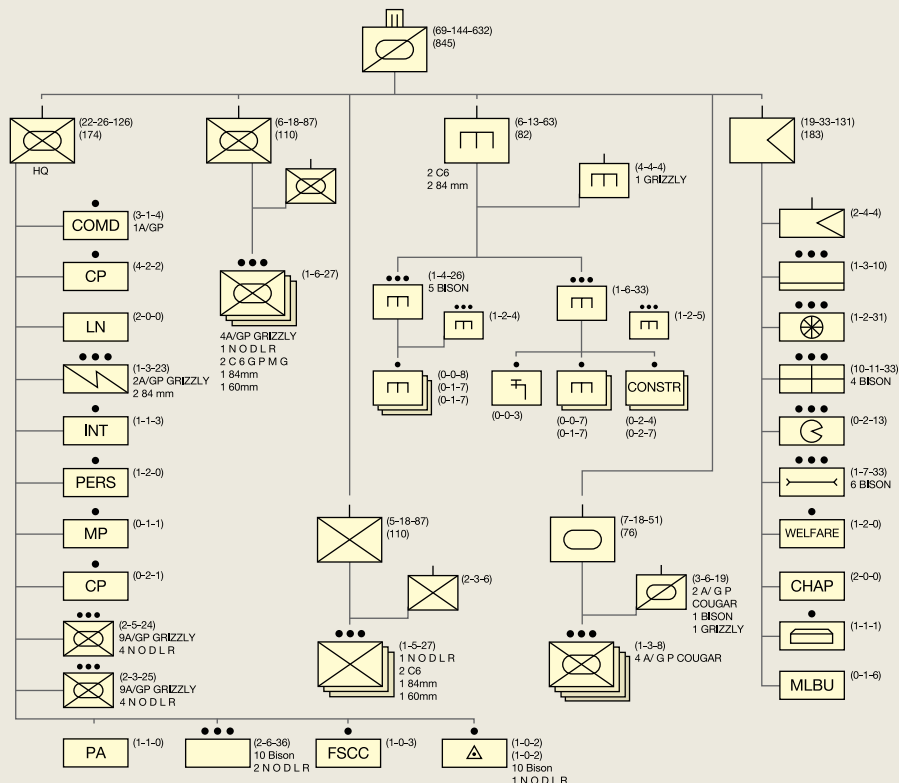 (69-144-632)
(845)
(22-26-126)
(174)
HQ
COMD
(3-1-4)
1A/GP
CP
(4-2-2)
LN
(2-0-0)
(1-3-23)
2A/GP GRIZZLY
2 84 mm
INT
(1-1-3)
PERS
(1-2-0)
MP
(0-1-1)
CP
(0-2-1)
(2-5-24)
9A/GP GRIZZLY
4 N O D L R
(2-3-25)
9A/GP GRIZZLY
4 N O D L R
PA
(1-1-0)
(2-6-36)
10 Bison
2 N O D L R
FSCC
(1-0-3)
(1-0-2)
(1-0-2)
10 Bison
1 N O D L R
(6-18-87)
(110)
(1-6-27)
4A/GP GRIZZLY
1 N O D L R
2 C 6 G P M G
1 84mm
1 60mm
(5-18-87)
(110)
(2-3-6)
(1-5-27)
1 N O D L R
2 C6
1 84mm
1 60mm
(6-13-63)
(82)
2 C6
2 84 mm
(4-4-4)
1 GRIZZLY
(1-4-26)
5 BISON
(1-2-4)
(0-0-8)
(0-1-7)
(0-1-7)
(1-6-33)
(1-2-5)
(0-0-3)
(0-0-7)
(0-1-7)
CONSTR
(0-2-4)
(0-2-7)
(7-18-51)
(76)
(3-6-19)
2 A/ G P
COUGAR
1 BISON
1 GRIZZLY
(1-3-8)
4 A/ G P COUGAR
(19-33-131)
(183)
(2-4-4)
(1-3-10)
(1-2-31)
(10-11-33)
4 BISON
(0-2-13)
(1-7-33)
6 BISON
WELFARE
(1-2-0)
CHAP
(2-0-0)
(1-1-1)
MLBU
(0-1-6)